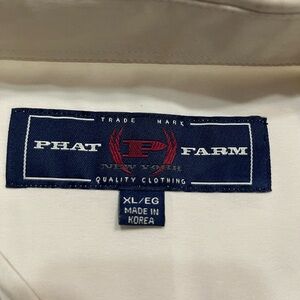 TRADE MARK
PHAT P FARM
NEW YORK
QUALITY CLOTHING
XL/EG
MADE IN
KOREA